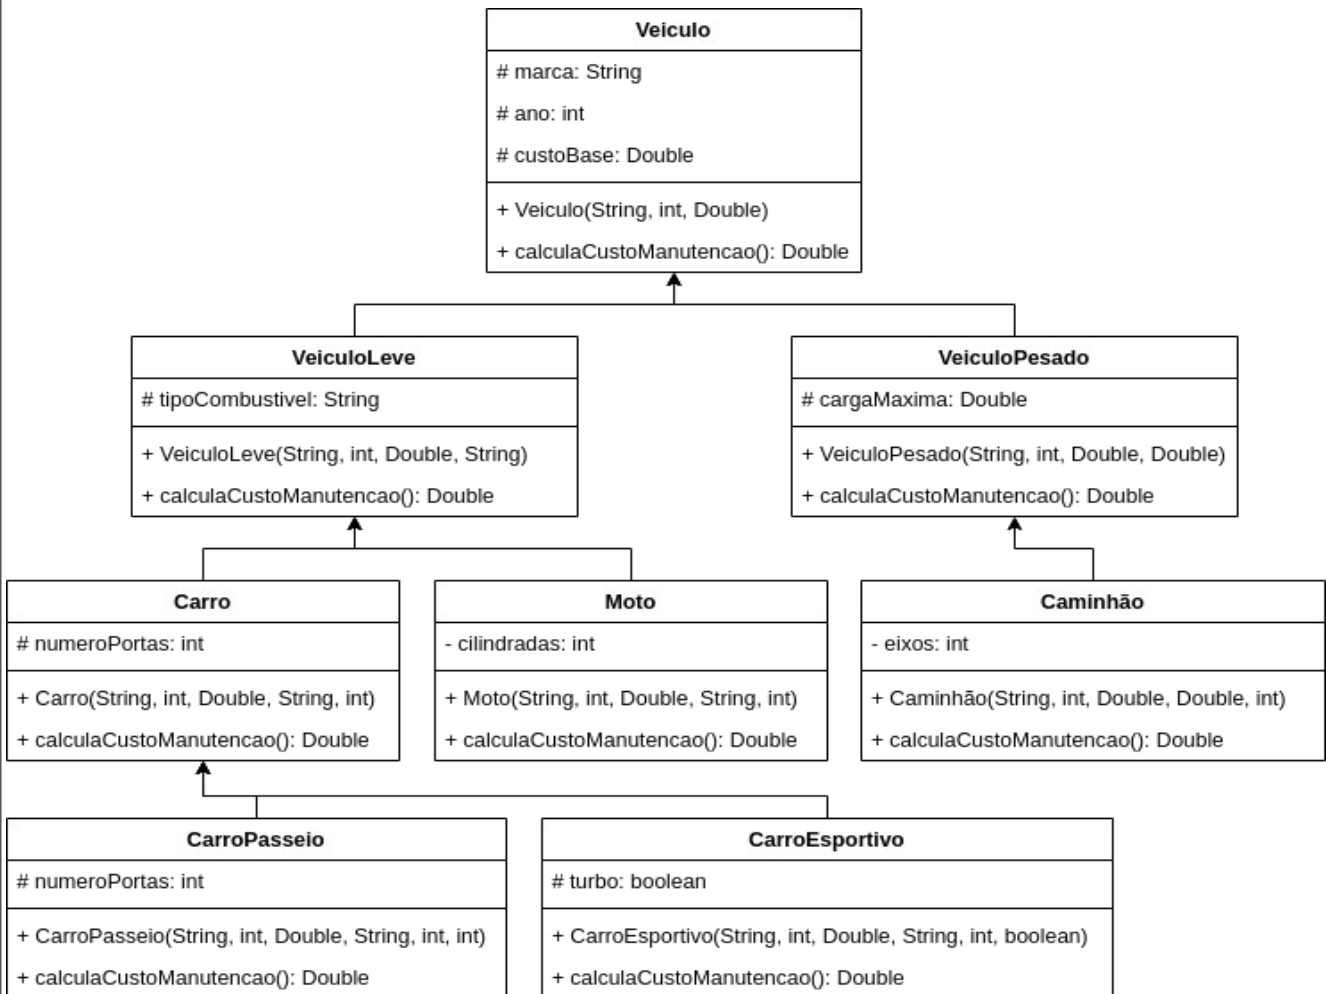 Veiculo
# marca: String
# ano: int
# custoBase: Double
+ Veiculo(String, int, Double)
+ calculaCustoManutencao(): Double
VeiculoLeve
# tipoCombustivel: String
+ VeiculoLeve(String, int, Double, String)
+ calculaCustoManutencao(): Double
VeiculoPesado
# cargaMaxima: Double
+ VeiculoPesado(String, int, Double, Double)
+ calculaCustoManutencao(): Double
Carro
# numeroPortas: int
+ Carro(String, int, Double, String, int)
+ calculaCustoManutencao(): Double
Moto
- cilindradas: int
+ Moto(String, int, Double, String, int)
+ calculaCustoManutencao(): Double
Caminhão
- eixos: int
+ Caminhão(String, int, Double, Double, int)
+ calculaCustoManutencao(): Double
CarroPasseio
# numeroPortas: int
+ CarroPasseio(String, int, Double, String, int, int)
+ calculaCustoManutencao(): Double
CarroEsportivo
# turbo: boolean
+ CarroEsportivo(String, int, Double, String, int, boolean)
+ calculaCustoManutencao(): Double